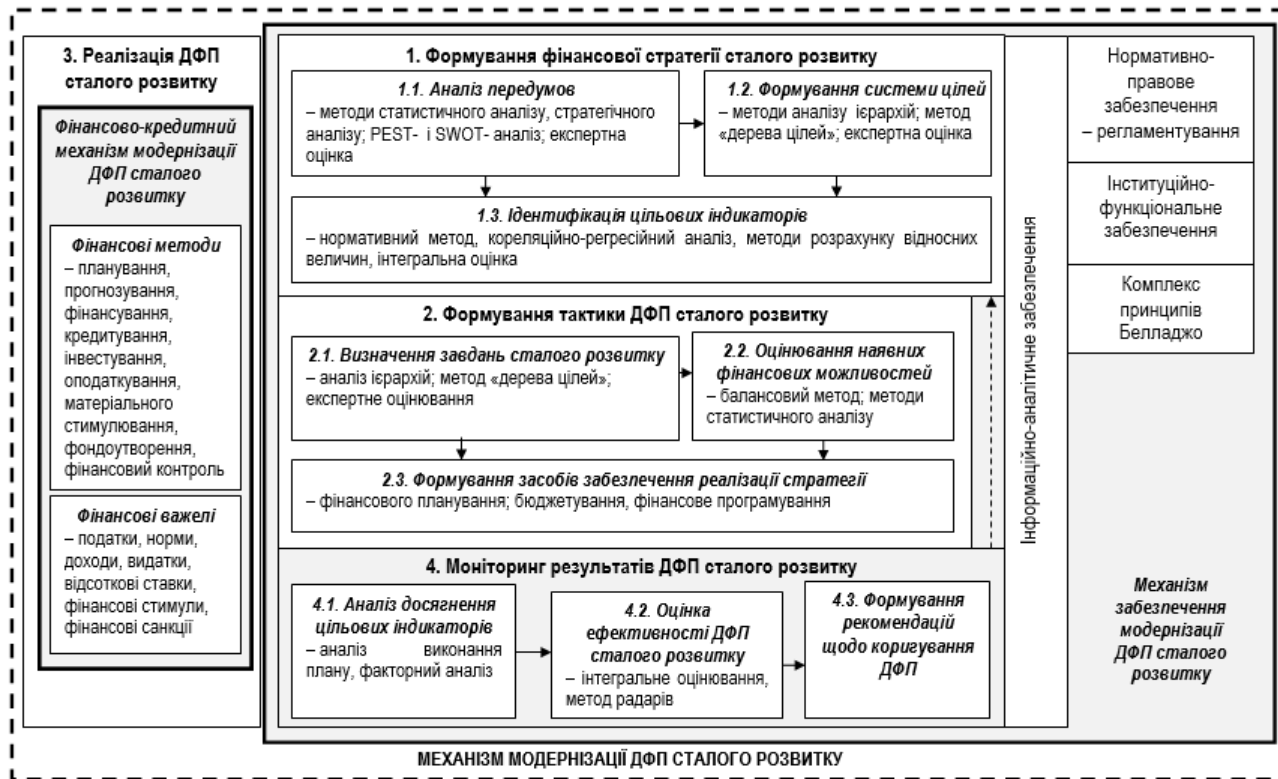 3. Реалізація ДФП
сталого розвитку
Фінансово-кредитний
механізм модернізації
ДФП сталого
розвитку
Фінансові методи
– планування,
прогнозування,
фінансування,
кредитування,
інвестування,
оподаткування,
матеріального
стимулювання,
фондоутворення,
фінансовий контроль
Фінансові важелі
– податки, норми,
доходи, видатки,
відсоткові ставки,
фінансові стимули,
фінансові санкції
1. Формування фінансової стратегії сталого розвитку
1.1. Аналіз передумов
– методи статистичного аналізу, стратегічного
аналізу; PEST- і SWOT- аналіз; експертна
оцінка
1.2. Формування системи цілей
– методи аналізу ієрархій; метод
«дерева цілей»; експертна оцінка
1.3. Ідентифікація цільових індикаторів
– нормативний метод, кореляційно-регресійний аналіз, методи розрахунку відносних
величин, інтегральна оцінка
2. Формування тактики ДФП сталого розвитку
2.1. Визначення завдань сталого розвитку
– аналіз ієрархій; метод «дерева цілей»;
експертне оцінювання
2.2. Оцінювання наявних
фінансових можливостей
– балансовий метод; методи
статистичного аналізу
2.3. Формування засобів забезпечення реалізації стратегії
– фінансового планування; бюджетування, фінансове програмування
4. Моніторинг результатів ДФП сталого розвитку
4.1. Аналіз досягнення
цільових індикаторів
– аналіз виконання
плану, факторний аналіз
4.2. Оцінка
ефективності ДФП
сталого розвитку
– інтегральне оцінювання,
метод радарів
4.3. Формування
рекомендацій
щодо коригування
ДФП
Інформаційно-аналітичне забезпечення
Нормативно-
правове
забезпечення
– регламентування
Інституційно-
функціональне
забезпечення
Комплекс
принципів
Белладжо
Механізм
забезпечення
модернізації
ДФП сталого
розвитку
МЕХАНІЗМ МОДЕРНІЗАЦІЇ ДФП СТАЛОГО РОЗВИТКУ